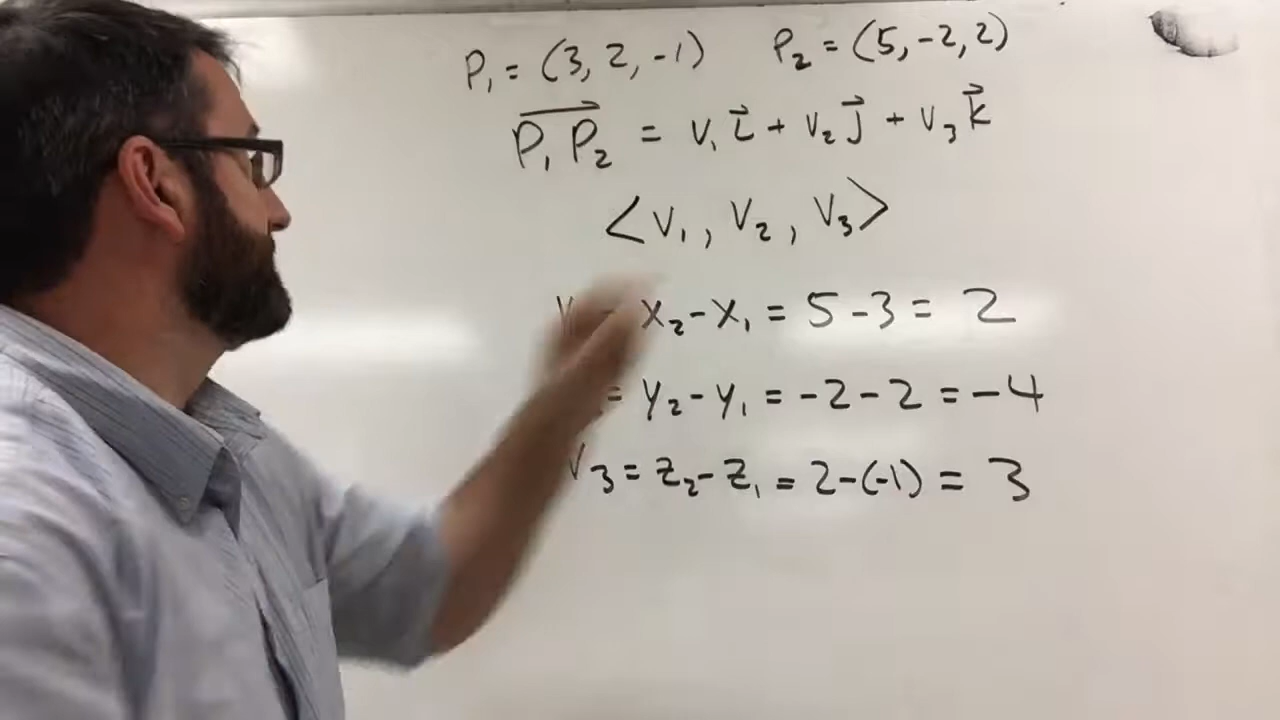 P₁ = (3, 2, -1) P₂ = (5, -2, 2)
P₁P₂ = v₁ i + v₂ j + v₃ k
<v₁, v₂, v₃>
x₂ - x₁ = 5 - 3 = 2
= y₂ - y₁ = -2 - 2 = -4
v₃ = z₂ - z₁ = 2 - (-1) = 3